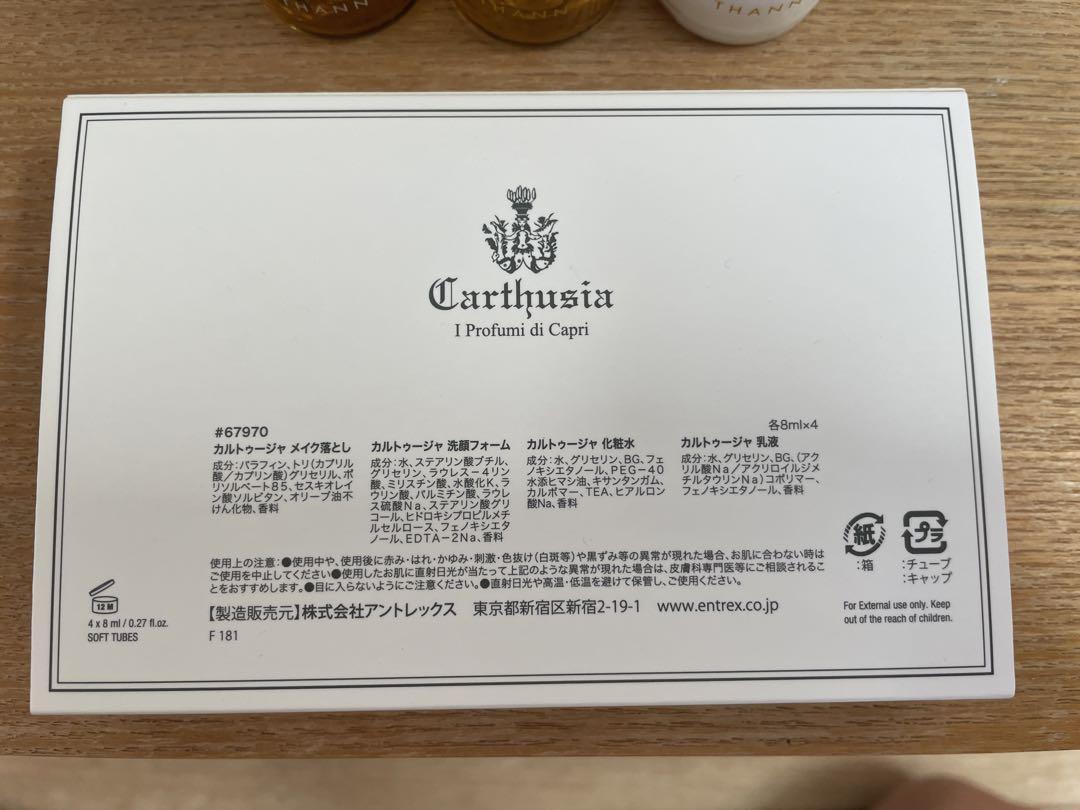 THANN
THANN
THANN
Carthusia
I Profumi di Capri
#67970
各8ml×4
カルトゥージャ メイク落とし
成分:パラフィン、トリ(カプリル
酸/カプリン酸)グリセリル、ポ
リソルベート85、セスキオレイ
ン酸ソルビタン、オリーブ油不
けん化物、香料
カルトゥージャ 洗顔フォーム
成分:水、ステアリン酸ブチル、
グリセリン、ラウレス-4リン
酸、ミリスチン酸、水酸化K、ラ
ウリン酸、パルミチン酸、ラウレ
ス硫酸Na、ステアリン酸グリ
コール、ヒドロキシプロピルメチ
ルセルロース、フェノキシエタ
ノール、EDTA-2Na、香料
カルトゥージャ 化粧水
成分:水、グリセリン、BG、フェ
ノキシエタノール、PEG-40
水添ヒマシ油、キサンタンガム、
カルボマー、TEA、ヒアルロン
酸Na、香料
カルトゥージャ 乳液
成分:水、グリセリン、BG、(アク
リル酸Na/アクリロイルジメ
チルタウリンNa)コポリマー、
フェノキシエタノール、香料
使用上の注意:●使用中や、使用後に赤み・はれ・かゆみ・刺激・色抜け(白斑等)や黒ずみ等の異常が現れた場合、お肌に合わない時は
ご使用を中止してください●使用したお肌に直射日光が当たって上記のような異常が現れた場合は、皮膚科専門医等にご相談されるこ
とをおすすめします。●目に入らないようにご注意ください。●直射日光や高温・低温を避けて保管し、ご使用ください。
【製造販売元】株式会社アントレックス 東京都新宿区新宿2-19-1 www.entrex.co.jp
F 181
12 M
4 x 8 ml / 0.27 fl.oz.
SOFT TUBES
紙
:箱
プラ
:チューブ
:キャップ
For External use only. Keep
out of the reach of children.